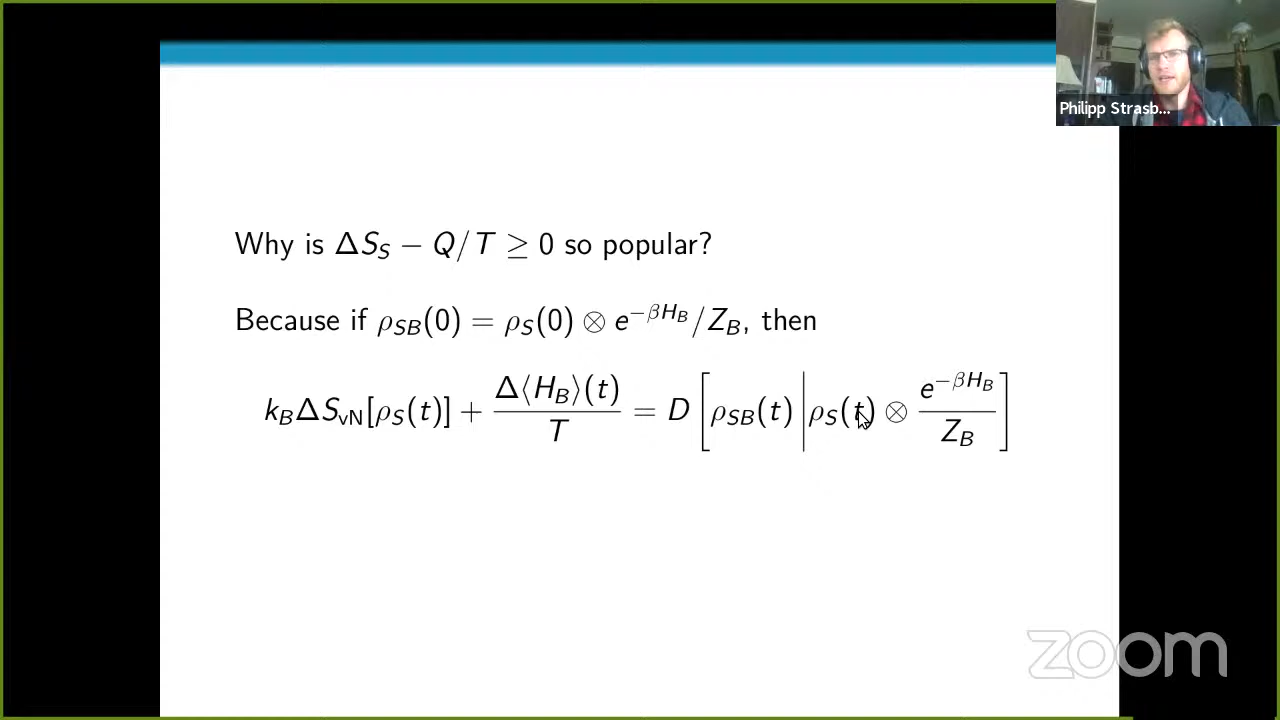 Philipp Strasb...
Why is ΔS_S − Q/T ≥ 0 so popular?
Because if ρ_SB(0) = ρ_S(0) ⊗ e^{−βH_B}/Z_B, then
k_B ΔS_vN[ρ_S(t)] + Δ⟨H_B⟩(t)/T = D[ρ_SB(t) | ρ_S(t) ⊗ e^{−βH_B}/Z_B]
zoom